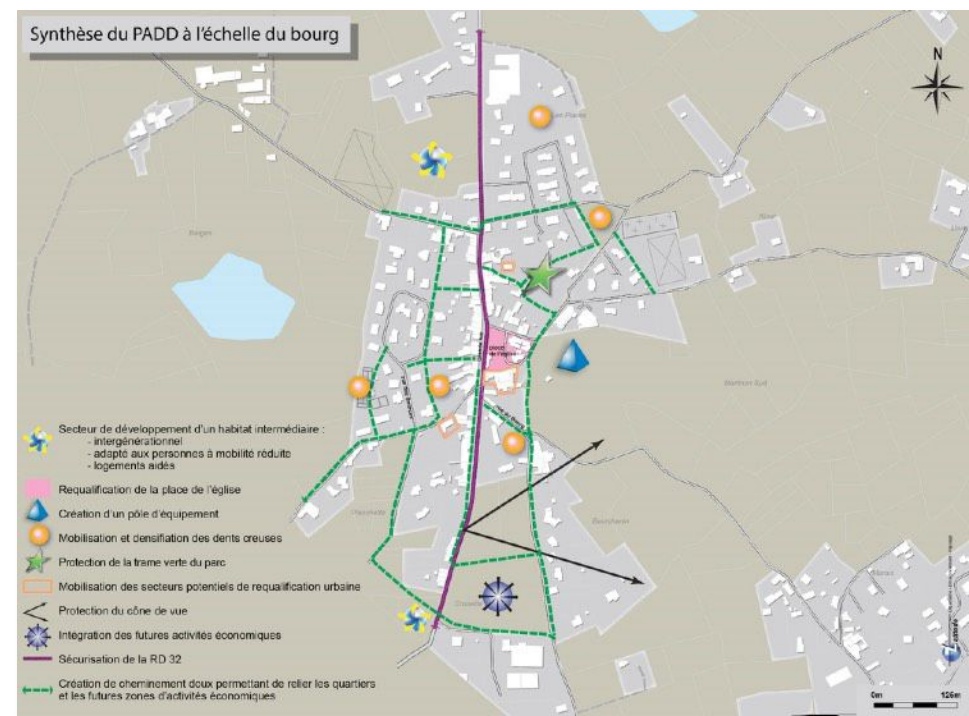 Synthèse du PADD à l'échelle du bourg
N
Secteur de développement d'un habitat intermédiaire :
- intergénérationnel
- adapté aux personnes à mobilité réduite
- logements aidés
Requalification de la place de l'église
Création d'un pôle d'équipement
Mobilisation et densification des dents creuses
Protection de la trame verte du parc
Mobilisation des secteurs potentiels de requalification urbaine
Protection du cône de vue
Intégration des futures activités économiques
Sécurisation de la RD 32
Création de cheminement doux permettant de relier les quartiers
et les futures zones d'activités économiques
place
de l'église
0m
126m